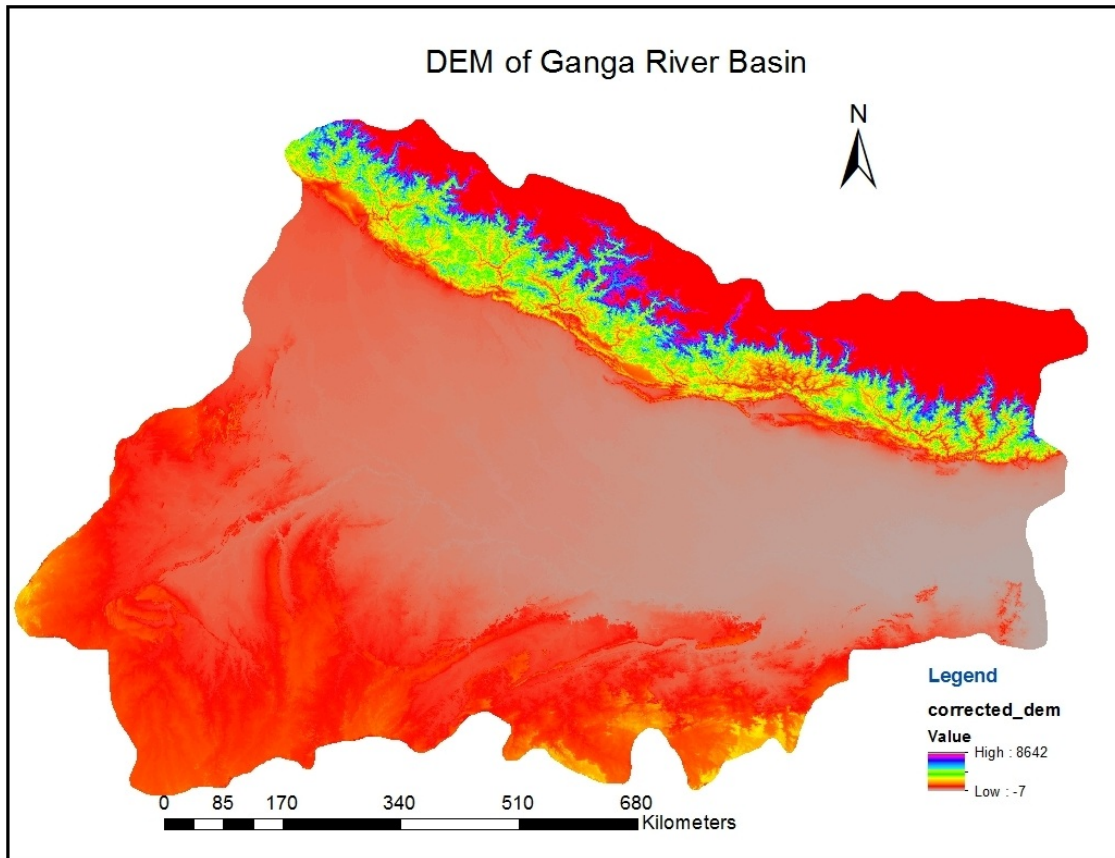 DEM of Ganga River Basin
N
Legend
corrected_dem
Value
High : 8642
Low : -7
0 85 170 340 510 680
Kilometers